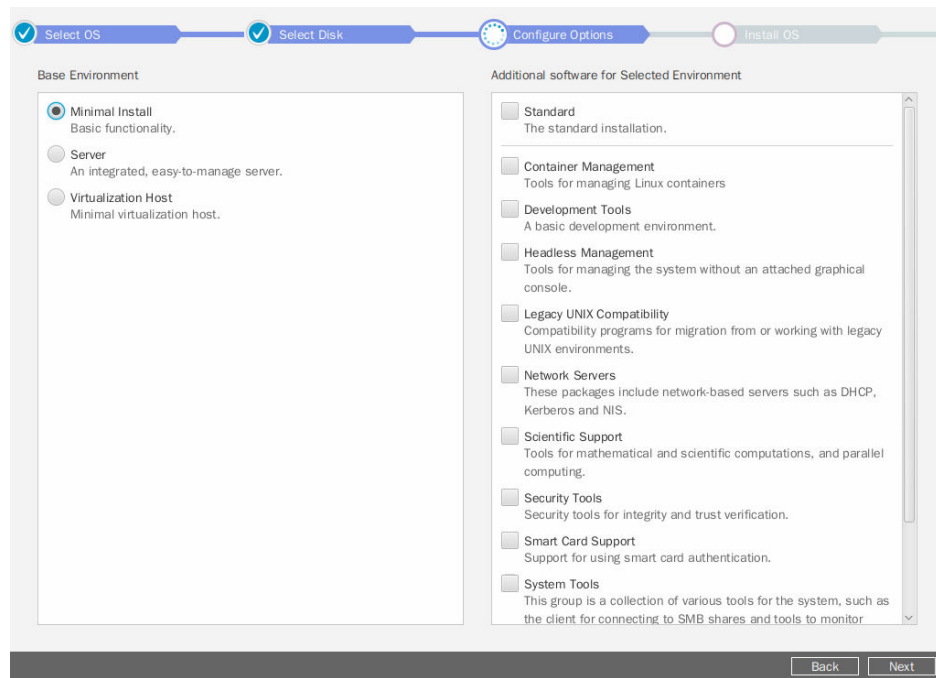 Select OS
Select Disk
Configure Options
Install OS
Base Environment
Minimal Install
Basic functionality.
Server
An integrated, easy-to-manage server.
Virtualization Host
Minimal virtualization host.
Additional software for Selected Environment
Standard
The standard installation.
Container Management
Tools for managing Linux containers
Development Tools
A basic development environment.
Headless Management
Tools for managing the system without an attached graphical
console.
Legacy UNIX Compatibility
Compatibility programs for migration from or working with legacy
UNIX environments.
Network Servers
These packages include network-based servers such as DHCP,
Kerberos and NIS.
Scientific Support
Tools for mathematical and scientific computations, and parallel
computing.
Security Tools
Security tools for integrity and trust verification.
Smart Card Support
Support for using smart card authentication.
System Tools
This group is a collection of various tools for the system, such as
the client for connecting to SMB shares and tools to monitor
Back
Next